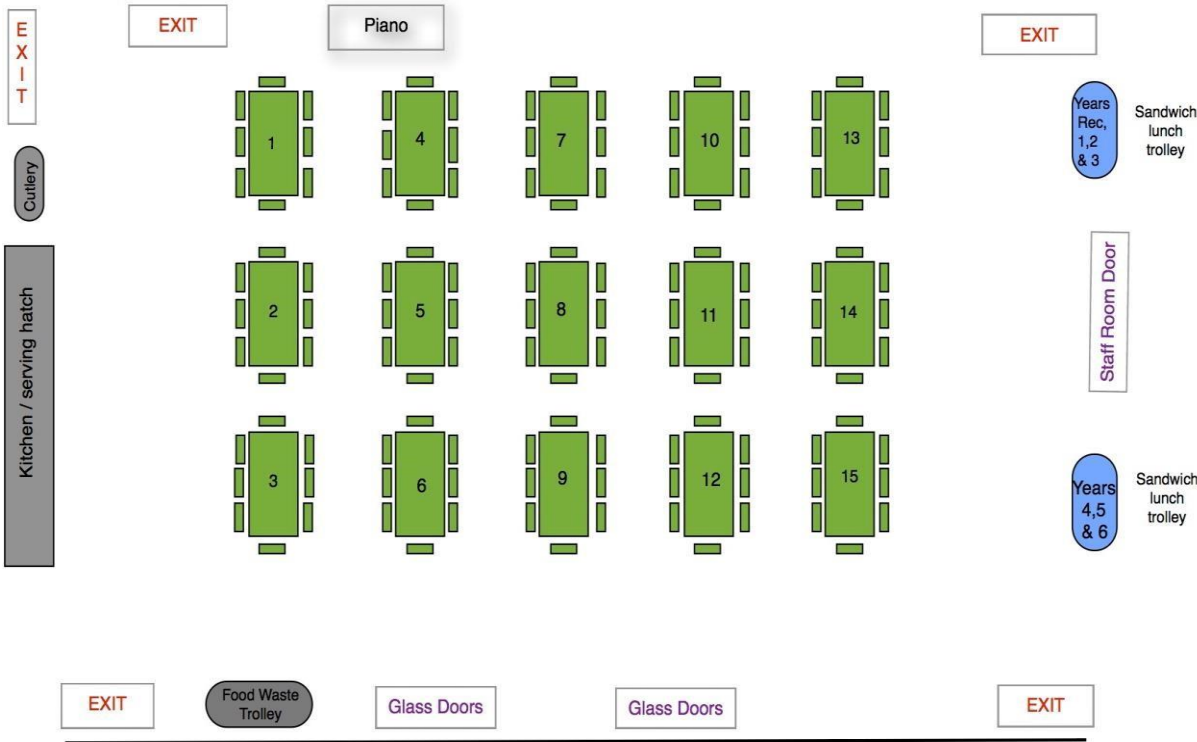 EXIT
EXIT
Piano
EXIT
1
4
7
10
13
Years
Rec,
1,2
& 3
Sandwich
lunch
trolley
Cutlery
Kitchen / serving hatch
2
5
8
11
14
Staff Room Door
3
6
9
12
15
Years
4,5
& 6
Sandwich
lunch
trolley
EXIT
Food Waste
Trolley
Glass Doors
Glass Doors
EXIT